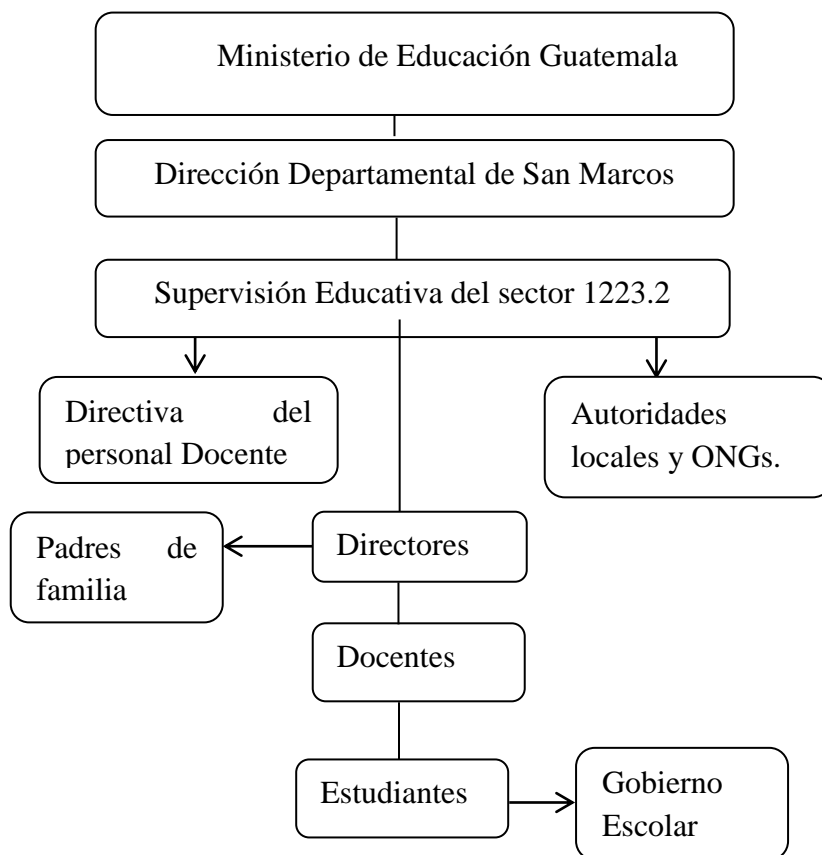 Ministerio de Educación Guatemala
Dirección Departamental de San Marcos
Supervisión Educativa del sector 1223.2
Directiva del
personal Docente
Autoridades
locales y ONGs.
Padres de
familia
Directores
Docentes
Estudiantes
Gobierno
Escolar